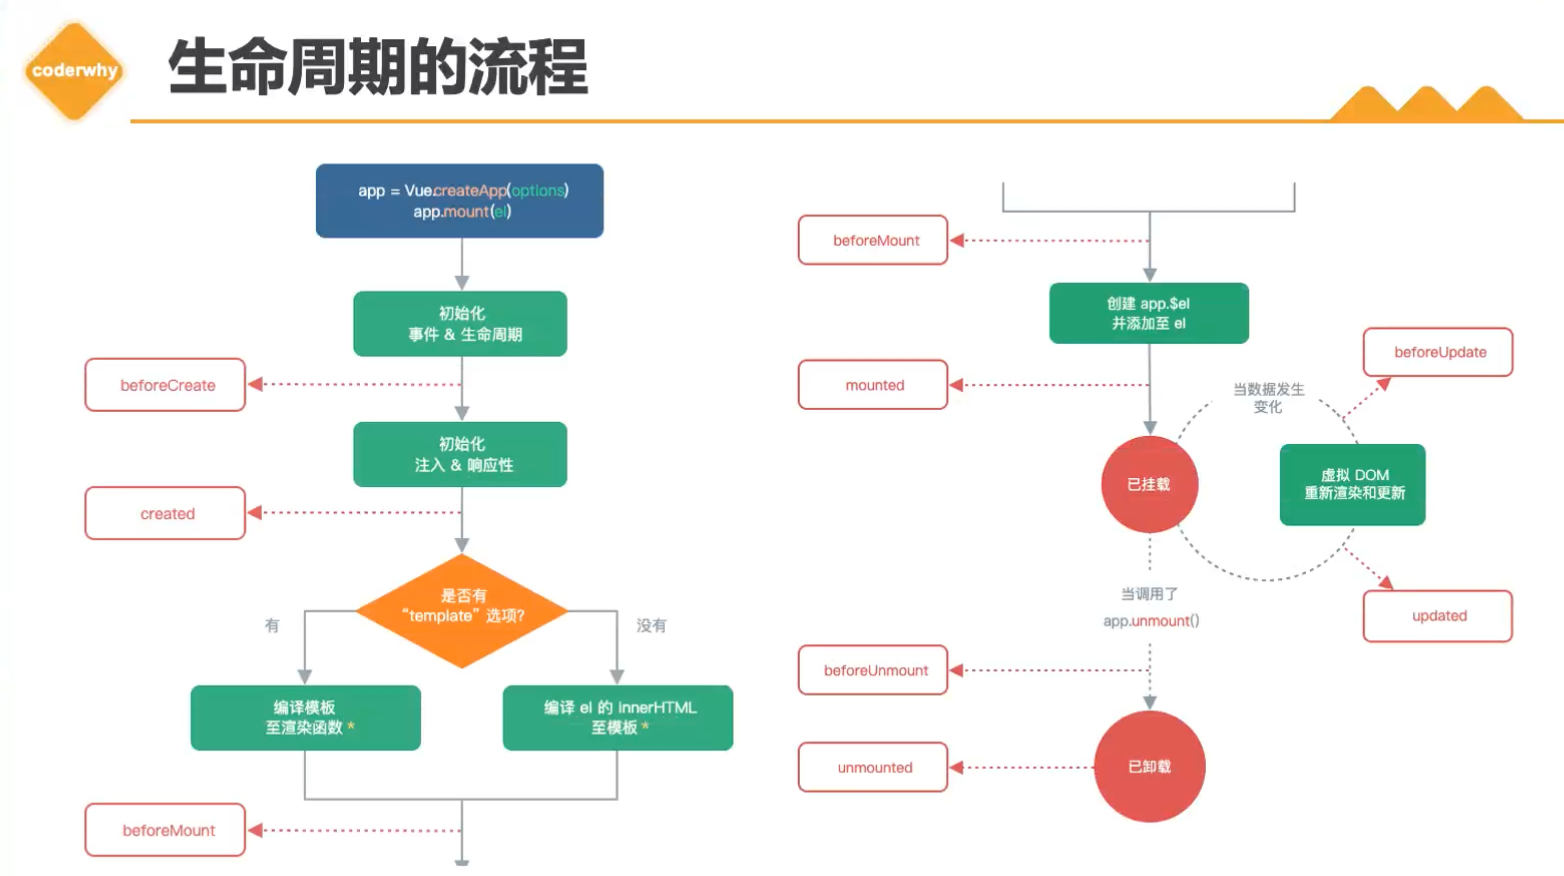 coderwhy
生命周期的流程
app = Vue.createApp(options)
app.mount(el)
初始化
事件 & 生命周期
beforeCreate
初始化
注入 & 响应性
created
是否有
“template” 选项?
有
没有
编译模板
至渲染函数 *
编译 el 的 innerHTML
至模板 *
beforeMount
beforeMount
创建 app.$el
并添加至 el
mounted
已挂载
当数据发生
变化
beforeUpdate
虚拟 DOM
重新渲染和更新
updated
当调用了
app.unmount()
beforeUnmount
已卸载
unmounted